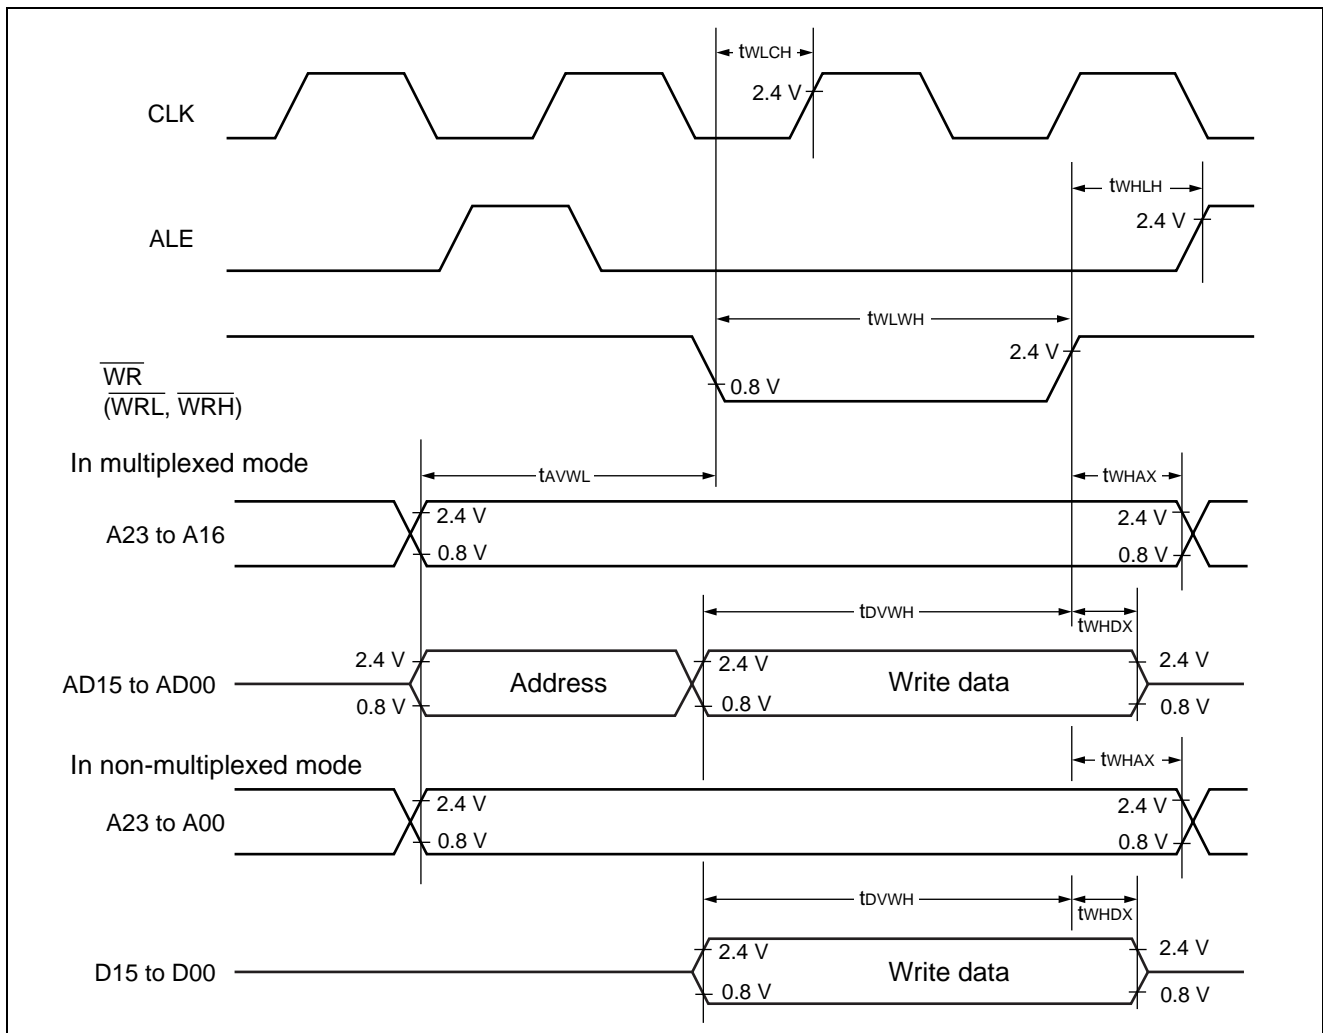 tWLCH
CLK
2.4 V
tWHLH
ALE
2.4 V
tWLWH
2.4 V
WR
(WRL, WRH)
0.8 V
In multiplexed mode
tAVWL
tWHAX
A23 to A16
2.4 V
2.4 V
0.8 V
0.8 V
tDVWH
tWHDX
AD15 to AD00
2.4 V
Address
2.4 V
Write data
2.4 V
0.8 V
0.8 V
0.8 V
In non-multiplexed mode
tWHAX
A23 to A00
2.4 V
2.4 V
0.8 V
0.8 V
tDVWH
tWHDX
D15 to D00
2.4 V
Write data
2.4 V
0.8 V
0.8 V